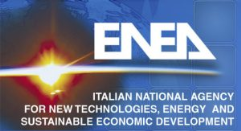 ENEA
ITALIAN NATIONAL AGENCY
FOR NEW TECHNOLOGIES, ENERGY AND
SUSTAINABLE ECONOMIC DEVELOPMENT